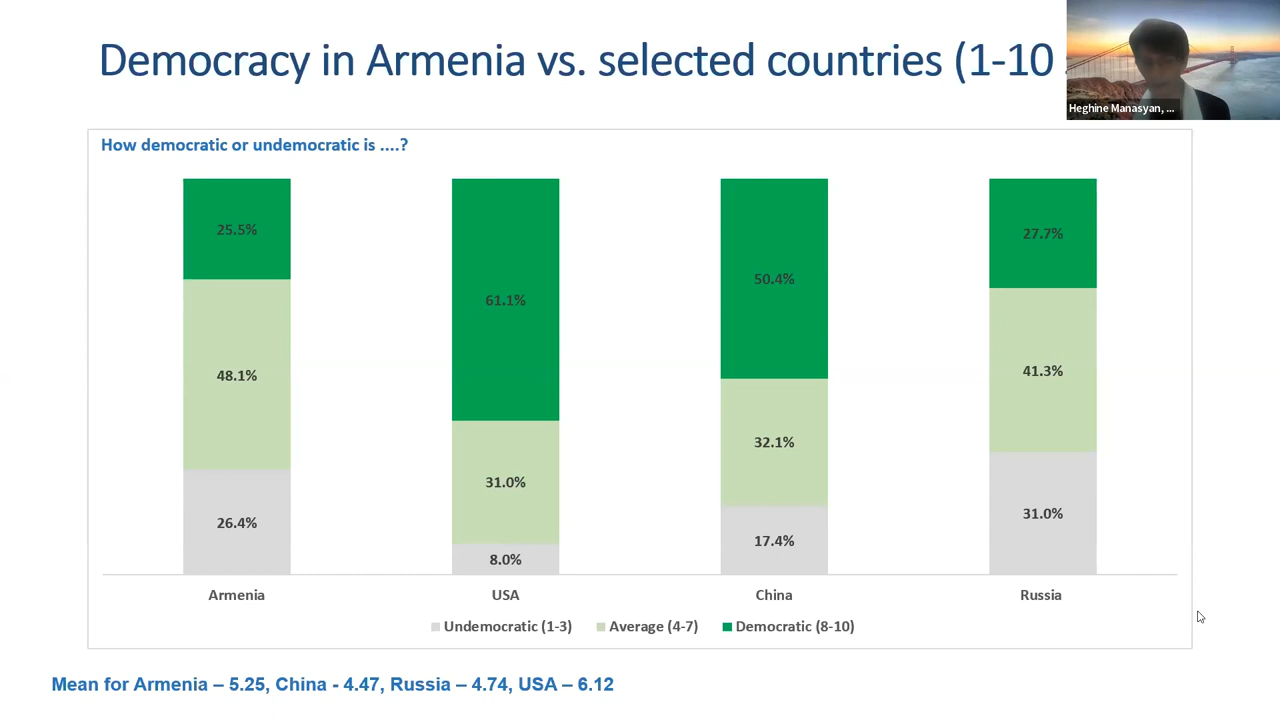 Democracy in Armenia vs. selected countries (1-10
Heghine Manasyan, ...
How democratic or undemocratic is ....?
25.5% 61.1% 50.4% 27.7%
48.1% 31.0% 32.1% 41.3%
26.4% 8.0% 17.4% 31.0%
Armenia USA China Russia
Undemocratic (1-3) Average (4-7) Democratic (8-10)
Mean for Armenia – 5.25, China - 4.47, Russia – 4.74, USA – 6.12